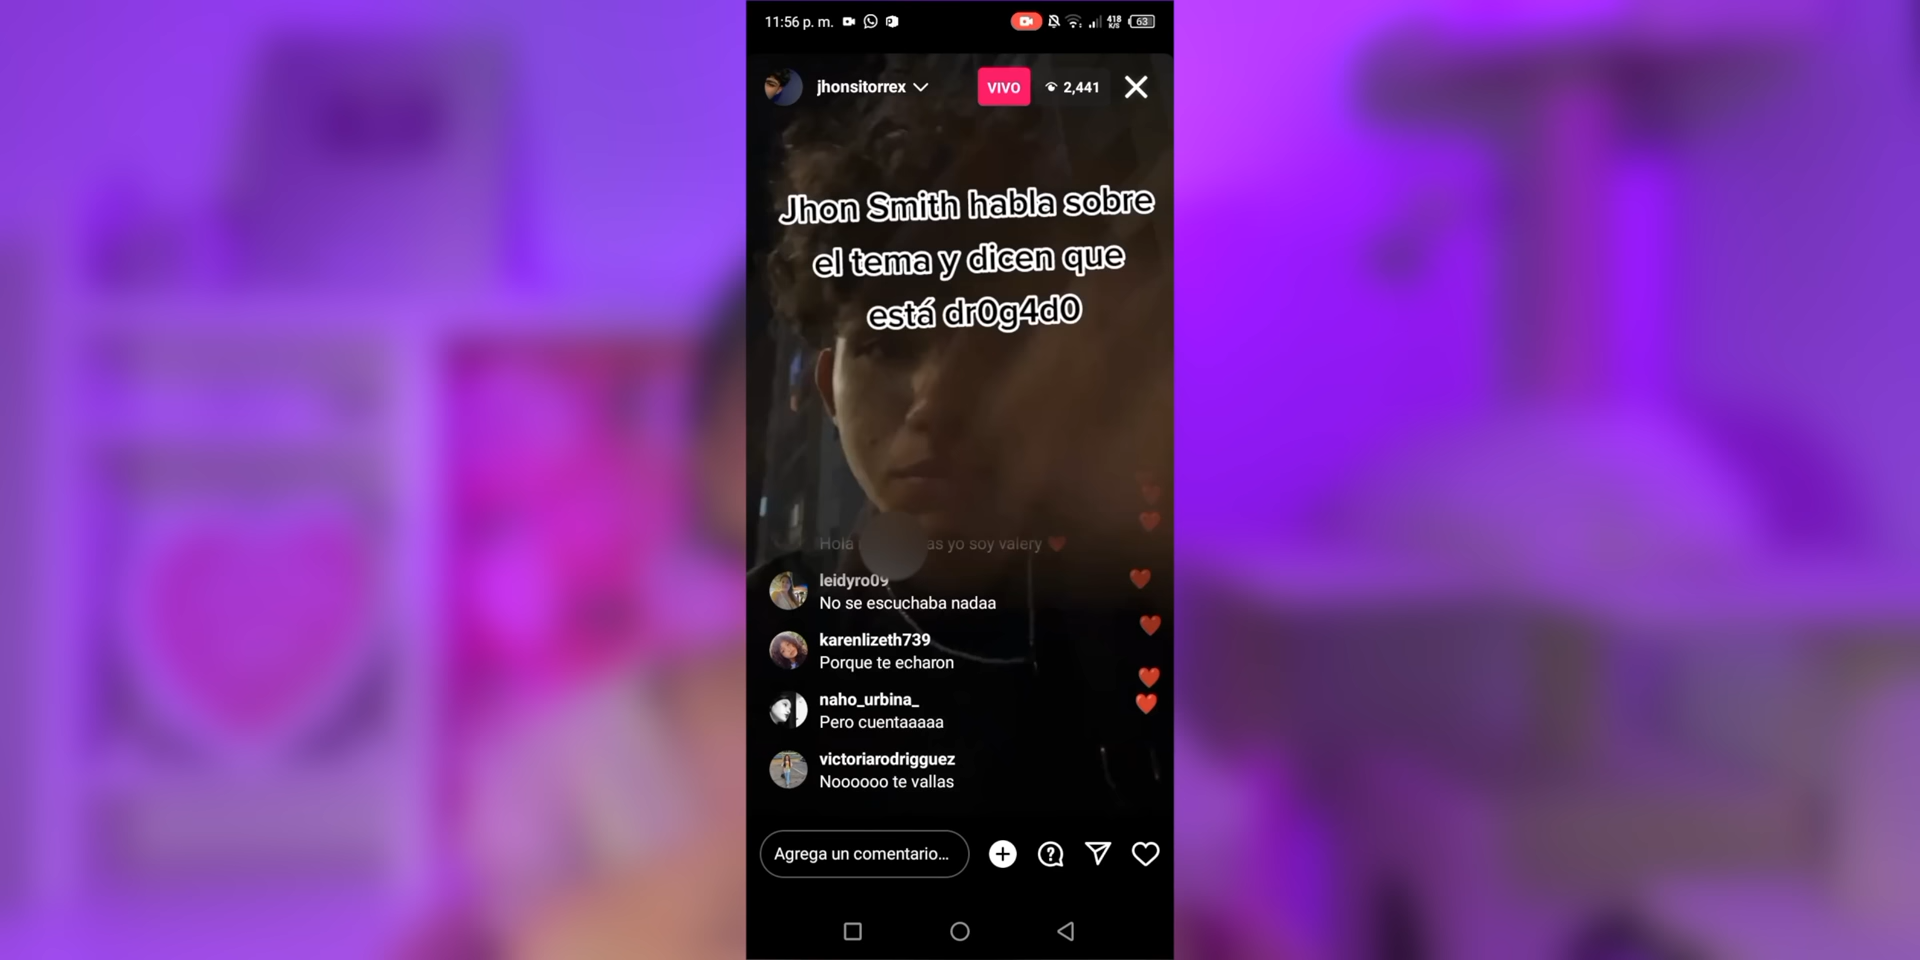 11:56 p. m.
418
K/S
63
jhonsitorrex
VIVO
2,441
Jhon Smith habla sobre
el tema y dicen que
está dr0g4d0
Hola as yo soy valery
leidyro09
No se escuchaba nadaa
karenlizeth739
Porque te echaron
naho_urbina_
Pero cuentaaaaa
victoriarodrigguez
Noooooo te vallas
Agrega un comentario...